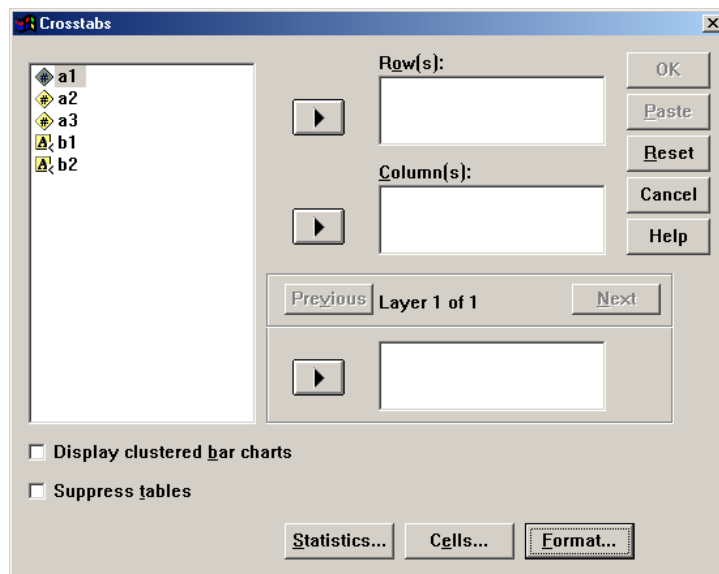 Crosstabs
# a1
# a2
# a3
A b1
A b2
Row(s):
Column(s):
Previous Layer 1 of 1 Next
OK
Paste
Reset
Cancel
Help
Display clustered bar charts
Suppress tables
Statistics... Cells... Format...